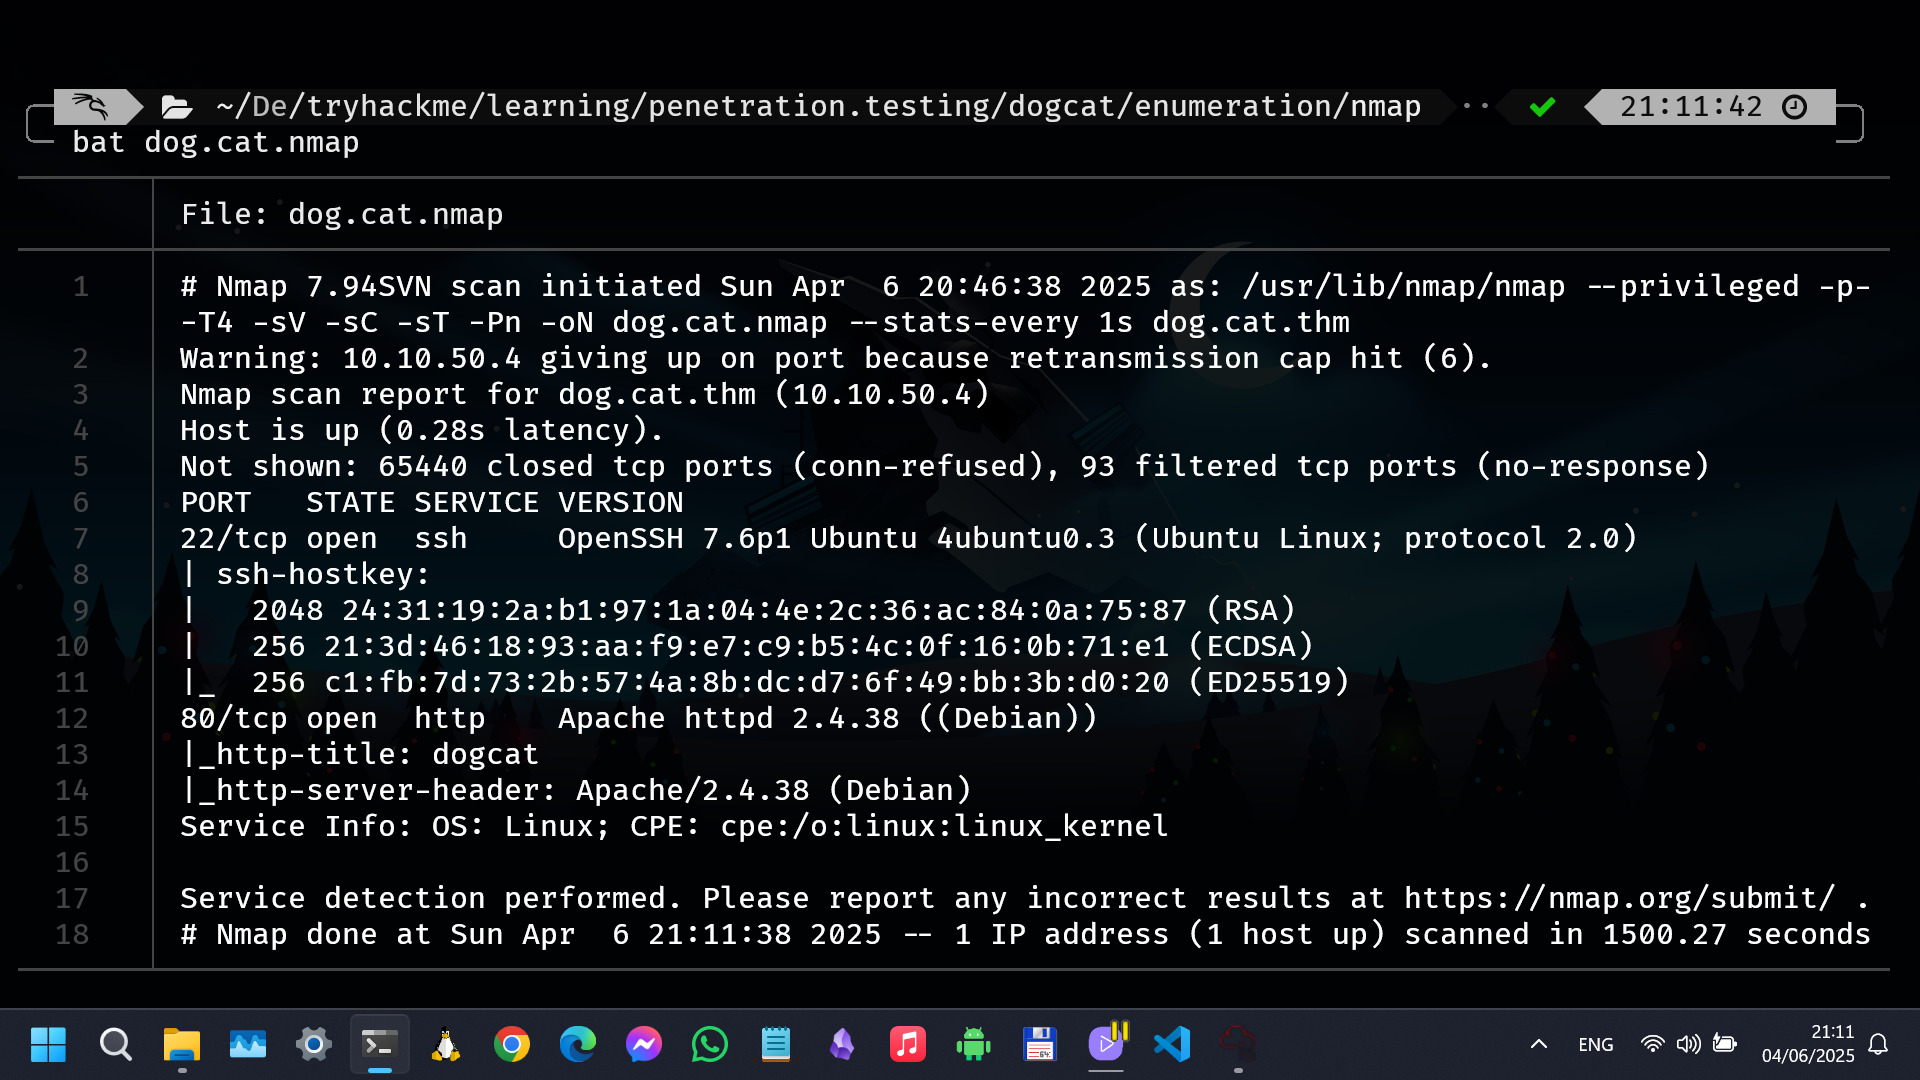 ~/De/tryhackme/learning/penetration.testing/dogcat/enumeration/nmap ·· 21:11:42
bat dog.cat.nmap
File: dog.cat.nmap
1 # Nmap 7.94SVN scan initiated Sun Apr  6 20:46:38 2025 as: /usr/lib/nmap/nmap --privileged -p-
-T4 -sV -sC -sT -Pn -oN dog.cat.nmap --stats-every 1s dog.cat.thm
2 Warning: 10.10.50.4 giving up on port because retransmission cap hit (6).
3 Nmap scan report for dog.cat.thm (10.10.50.4)
4 Host is up (0.28s latency).
5 Not shown: 65440 closed tcp ports (conn-refused), 93 filtered tcp ports (no-response)
6 PORT   STATE SERVICE VERSION
7 22/tcp open  ssh     OpenSSH 7.6p1 Ubuntu 4ubuntu0.3 (Ubuntu Linux; protocol 2.0)
8 | ssh-hostkey:
9 |   2048 24:31:19:2a:b1:97:1a:04:4e:2c:36:ac:84:0a:75:87 (RSA)
10 |   256 21:3d:46:18:93:aa:f9:e7:c9:b5:4c:0f:16:0b:71:e1 (ECDSA)
11 |_  256 c1:fb:7d:73:2b:57:4a:8b:dc:d7:6f:49:bb:3b:d0:20 (ED25519)
12 80/tcp open  http    Apache httpd 2.4.38 ((Debian))
13 |_http-title: dogcat
14 |_http-server-header: Apache/2.4.38 (Debian)
15 Service Info: OS: Linux; CPE: cpe:/o:linux:linux_kernel
16
17 Service detection performed. Please report any incorrect results at https://nmap.org/submit/ .
18 # Nmap done at Sun Apr  6 21:11:38 2025 -- 1 IP address (1 host up) scanned in 1500.27 seconds
64
ENG
21:11
04/06/2025